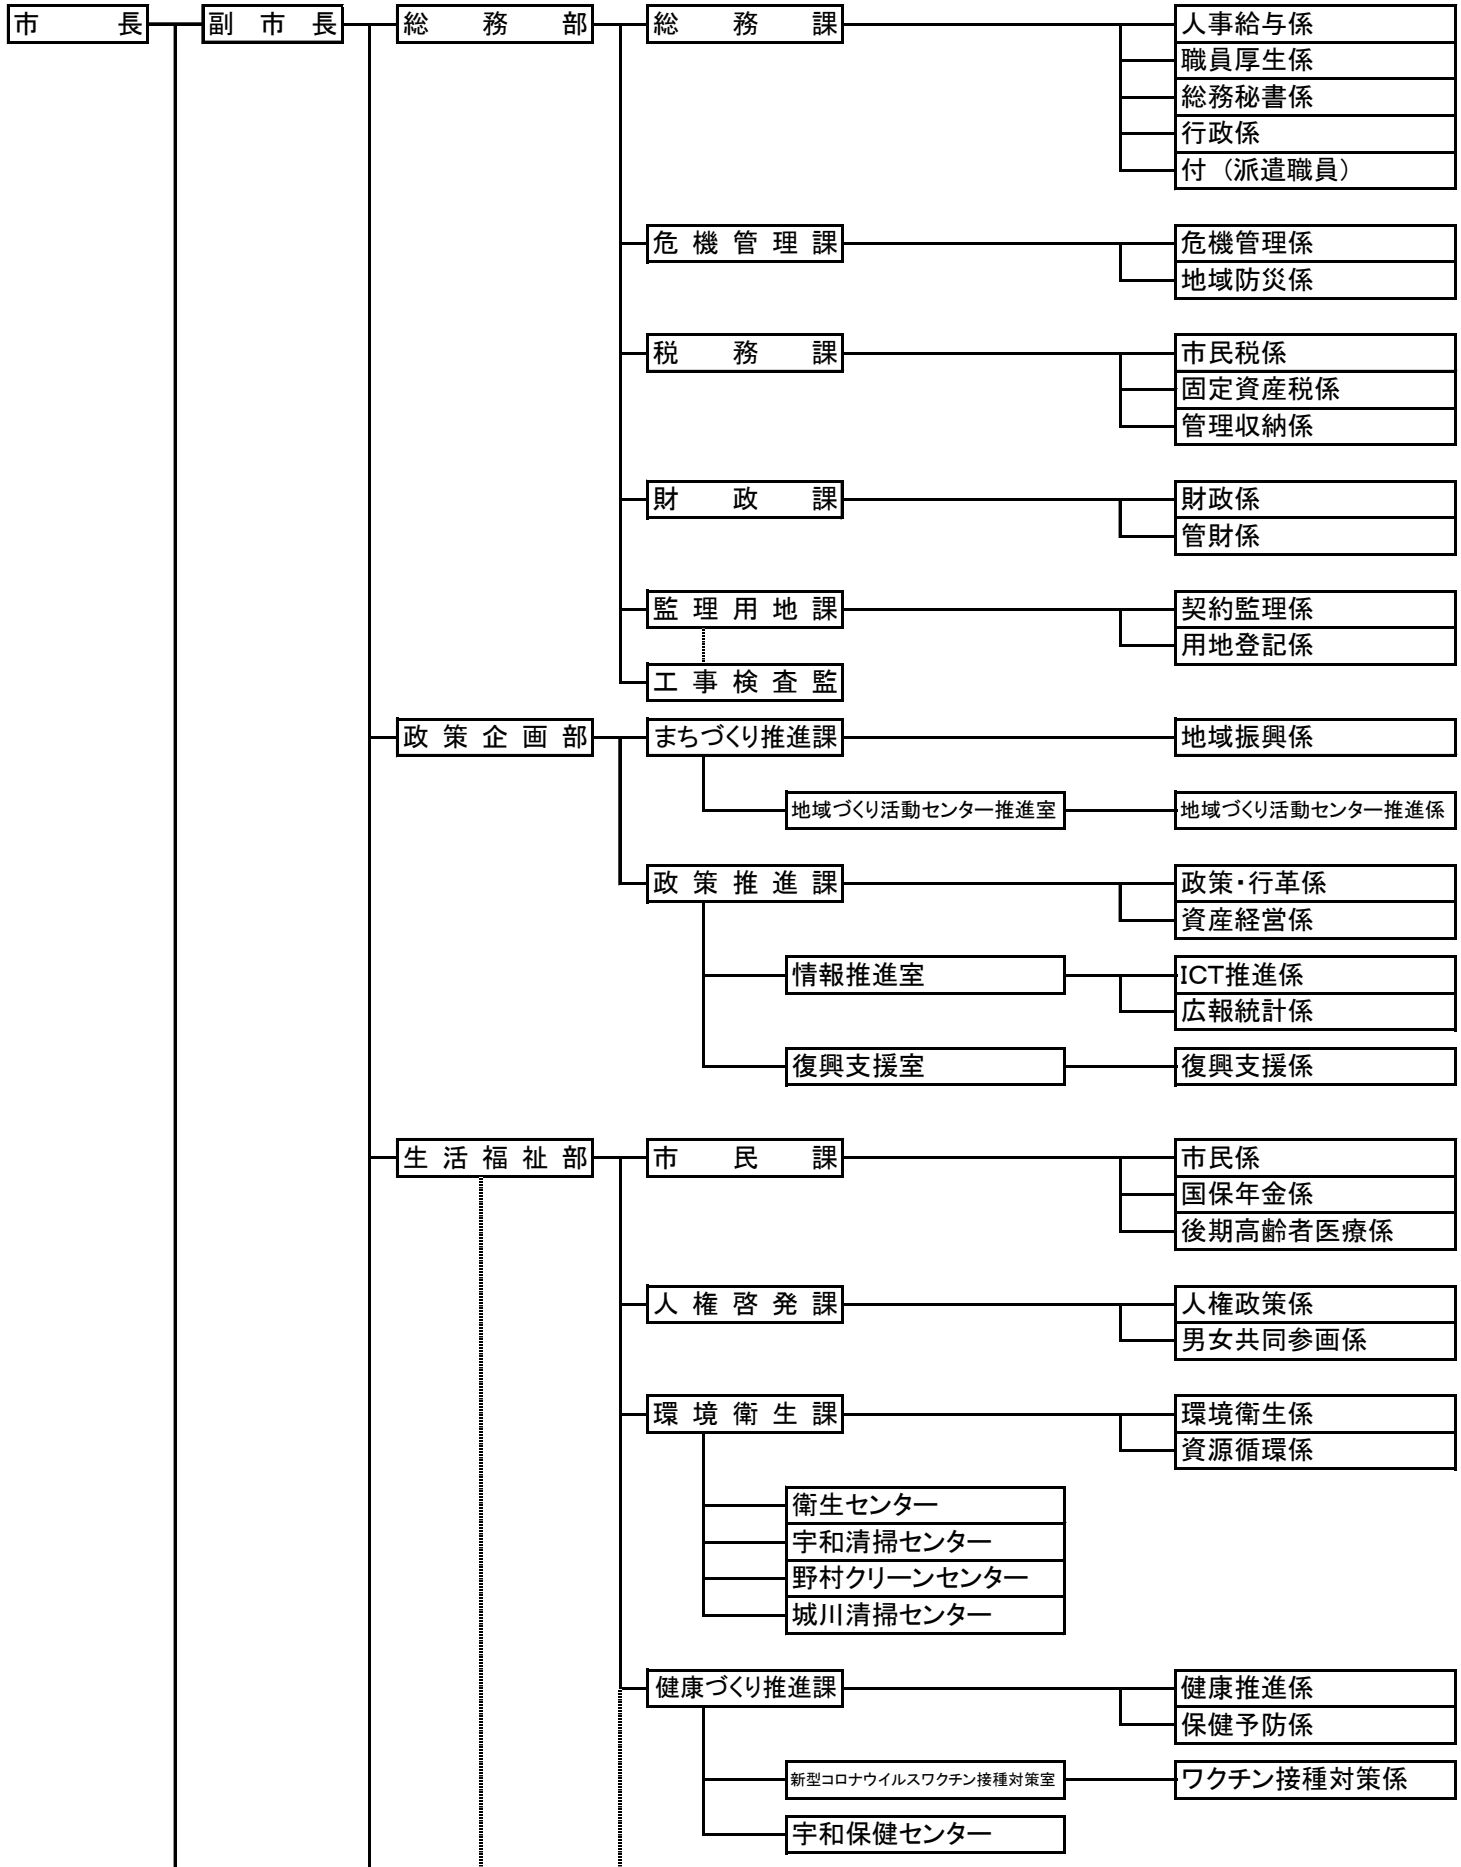 市長 副市長 総務部 総務課 人事給与係
職員厚生係
総務秘書係
行政係
付（派遣職員）
危機管理課 危機管理係
地域防災係
税務課 市民税係
固定資産税係
管理収納係
財政課 財政係
管財係
監理用地課 契約監理係
用地登記係
工事検査監
政策企画部 まちづくり推進課 地域振興係
地域づくり活動センター推進室 地域づくり活動センター推進係
政策推進課 政策・行革係
資産経営係
情報推進室 ICT推進係
広報統計係
復興支援室 復興支援係
生活福祉部 市民課 市民係
国保年金係
後期高齢者医療係
人権啓発課 人権政策係
男女共同参画係
環境衛生課 環境衛生係
資源循環係
衛生センター
宇和清掃センター
野村クリーンセンター
城川清掃センター
健康づくり推進課 健康推進係
保健予防係
新型コロナウイルスワクチン接種対策室 ワクチン接種対策係
宇和保健センター